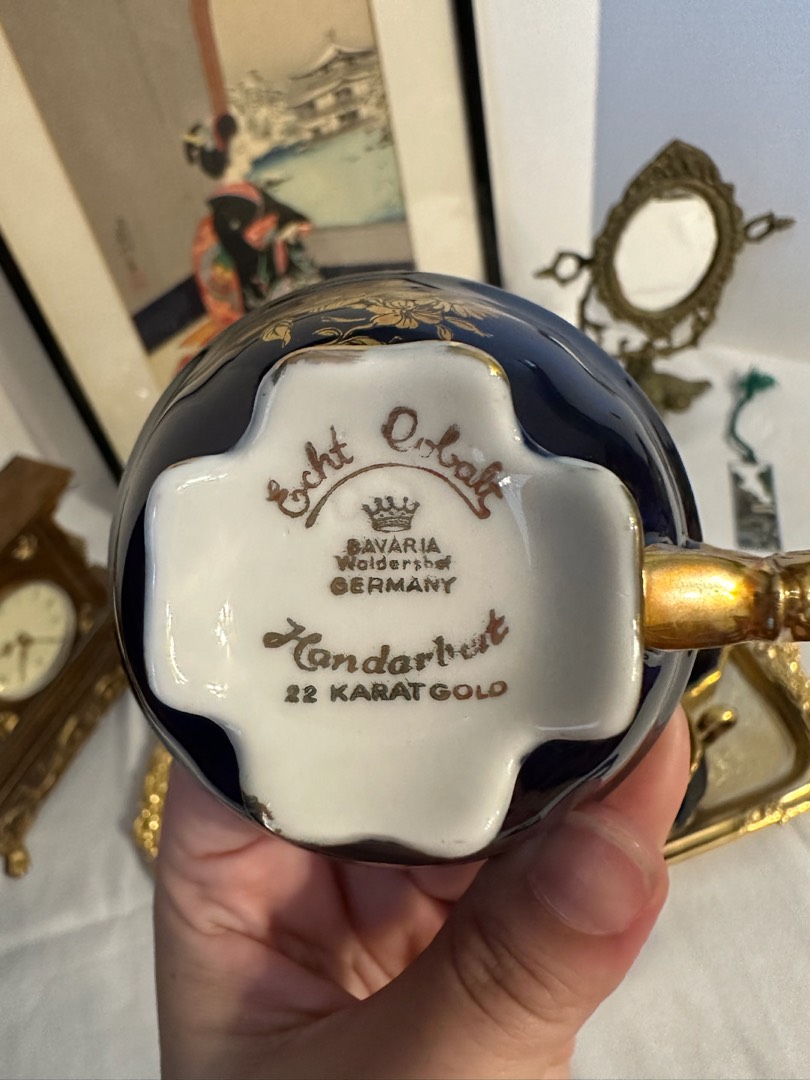 Echt Cobalt
BAVARIA
Waldershof
GERMANY
Handarbeit
22 KARAT GOLD